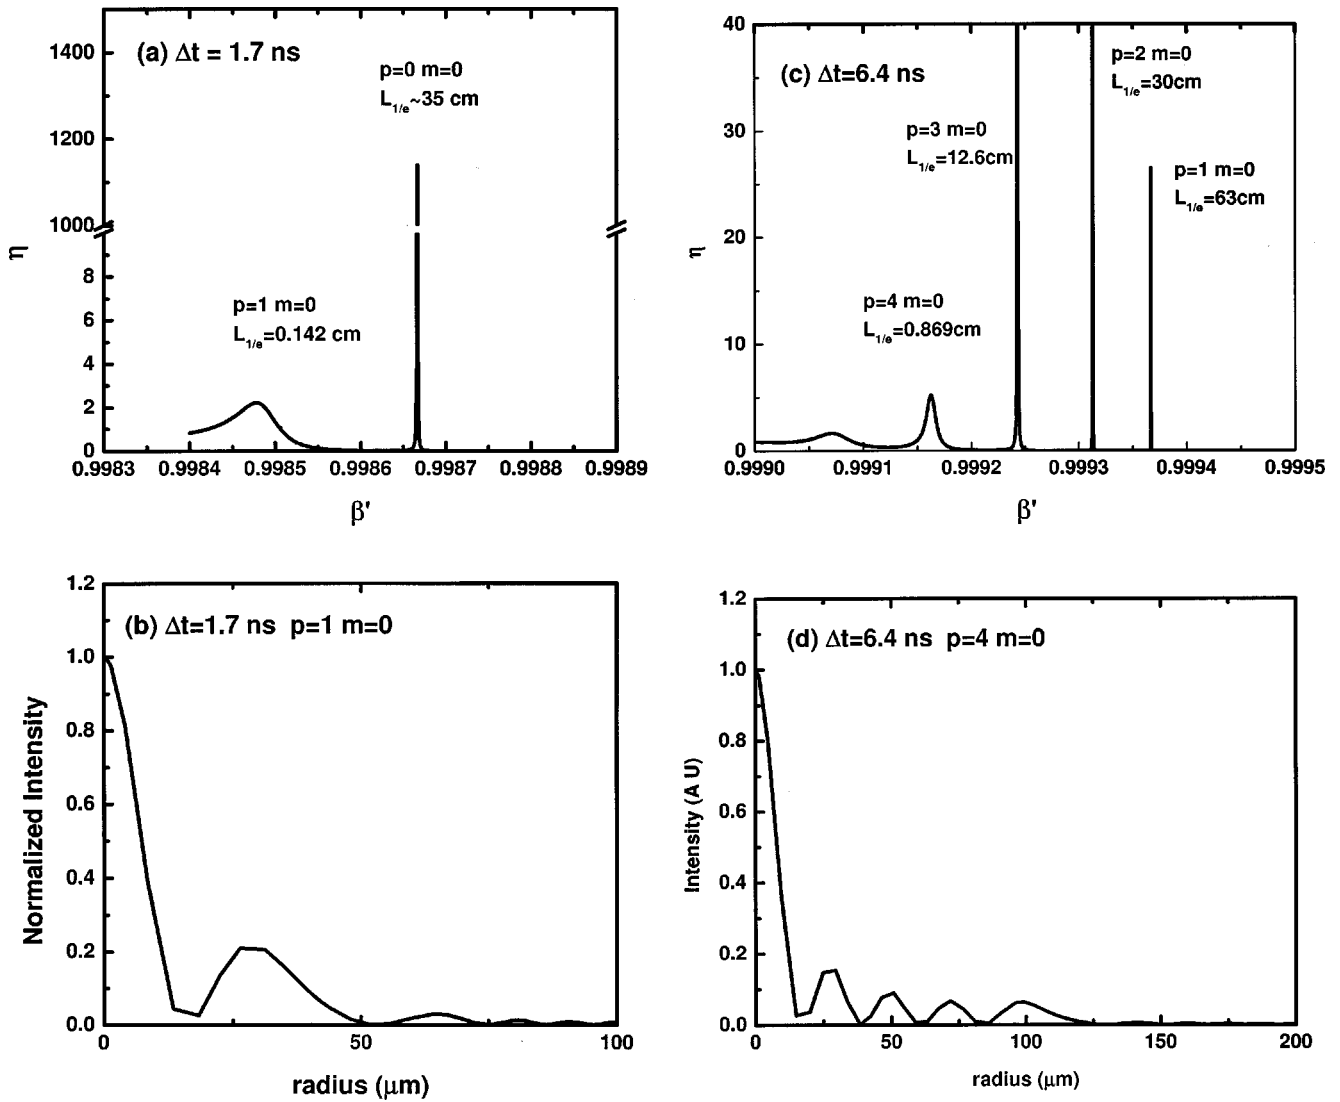 (a) Δt = 1.7 ns
p=0 m=0
L1/e~35 cm
p=1 m=0
L1/e=0.142 cm
1400
1200
1000
8
6
4
2
0
η
0.9983 0.99984 0.99985 0.99986 0.99987 0.99988 0.99989
β'
(c) Δt=6.4 ns
p=2 m=0
L1/e=30cm
p=3 m=0
L1/e=12.6cm
p=1 m=0
L1/e=63cm
p=4 m=0
L1/e=0.869cm
40
30
20
10
0
η
0.9990 0.9991 0.9992 0.9993 0.9994 0.9995
β'
(b) Δt=1.7 ns p=1 m=0
1.2
1.0
0.8
0.6
0.4
0.2
0.0
Normalized Intensity
0 50 100
radius (μm)
(d) Δt=6.4 ns p=4 m=0
1.2
1.0
0.8
0.6
0.4
0.2
0.0
Intensity (A U)
0 50 100 150 200
radius (μm)